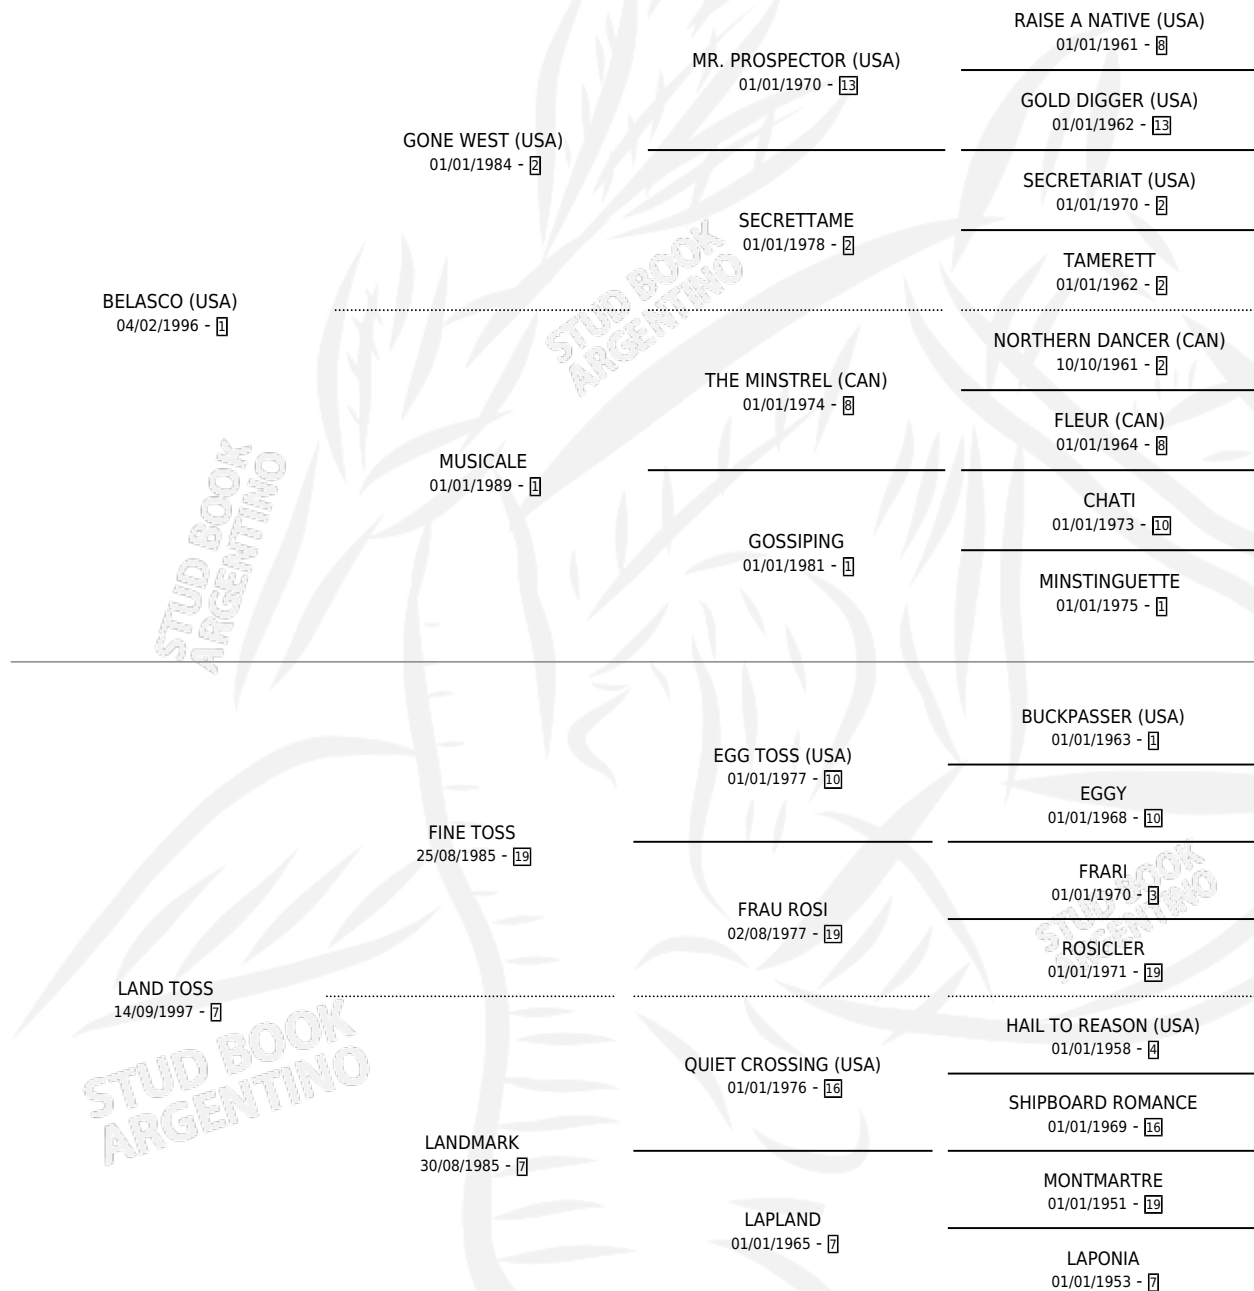 RAISE A NATIVE (USA)
01/01/1961 - 8
MR. PROSPECTOR (USA)
01/01/1970 - 13
GOLD DIGGER (USA)
01/01/1962 - 13
GONE WEST (USA)
01/01/1984 - 2
SECRETARIAT (USA)
01/01/1970 - 2
SECRETTAME
01/01/1978 - 2
TAMERETT
01/01/1962 - 2
BELASCO (USA)
04/02/1996 - 1
NORTHERN DANCER (CAN)
10/10/1961 - 2
THE MINSTREL (CAN)
01/01/1974 - 8
FLEUR (CAN)
01/01/1964 - 8
MUSICALE
01/01/1989 - 1
CHATI
01/01/1973 - 10
GOSSIPING
01/01/1981 - 1
MINSTINGUETTE
01/01/1975 - 1
BUCKPASSER (USA)
01/01/1963 - 1
EGG TOSS (USA)
01/01/1977 - 10
EGGY
01/01/1968 - 10
FINE TOSS
25/08/1985 - 19
FRARI
01/01/1970 - 3
FRAU ROSI
02/08/1977 - 19
ROSICLER
01/01/1971 - 19
LAND TOSS
14/09/1997 - 7
HAIL TO REASON (USA)
01/01/1958 - 4
QUIET CROSSING (USA)
01/01/1976 - 16
SHIPBOARD ROMANCE
01/01/1969 - 16
LANDMARK
30/08/1985 - 7
MONTMARTRE
01/01/1951 - 19
LAPLAND
01/01/1965 - 7
LAPONIA
01/01/1953 - 7
STUD BOOK
ARGENTINO
STUD BOOK
ARGENTINO
STUD BOOK
ARGENTINO
STUD BOOK
ARGENTINO